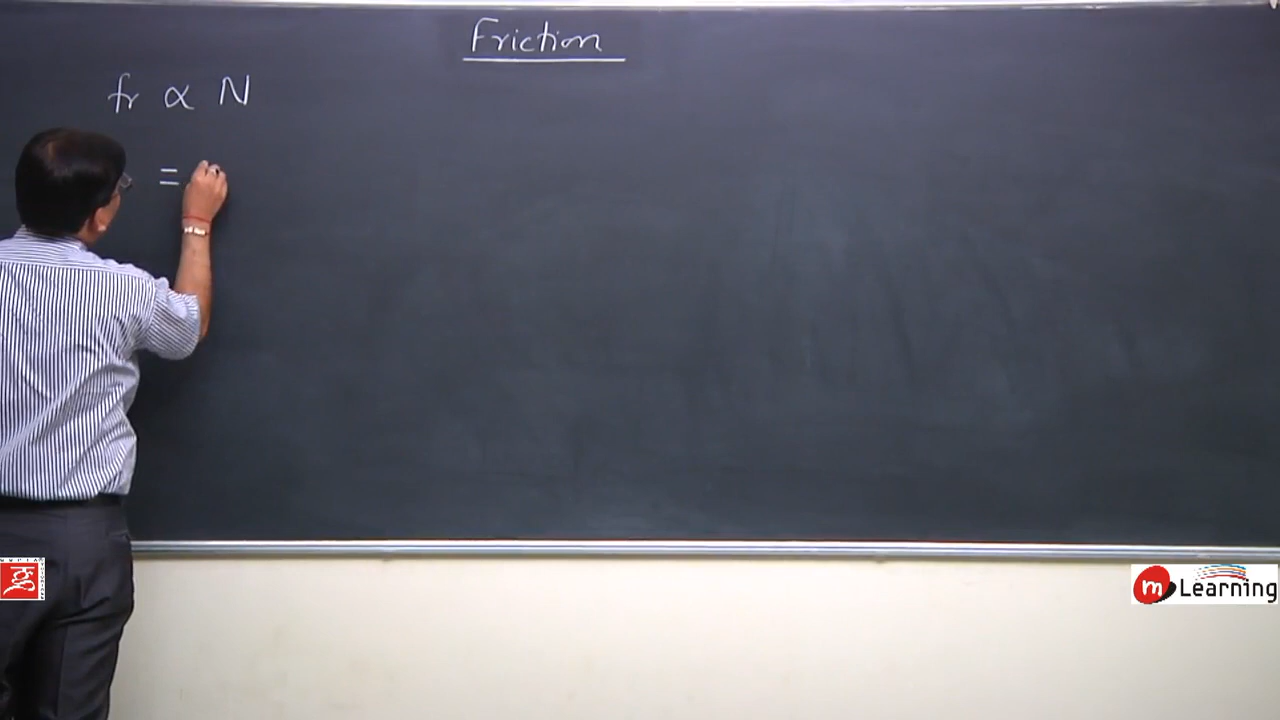 Friction
fr ∝ N
=
m Learning